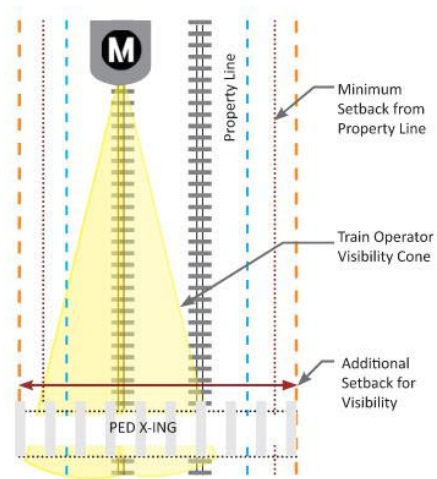 M
Property Line
Minimum
Setback from
Property Line
Train Operator
Visibility Cone
Additional
Setback for
Visibility
PED X-ING